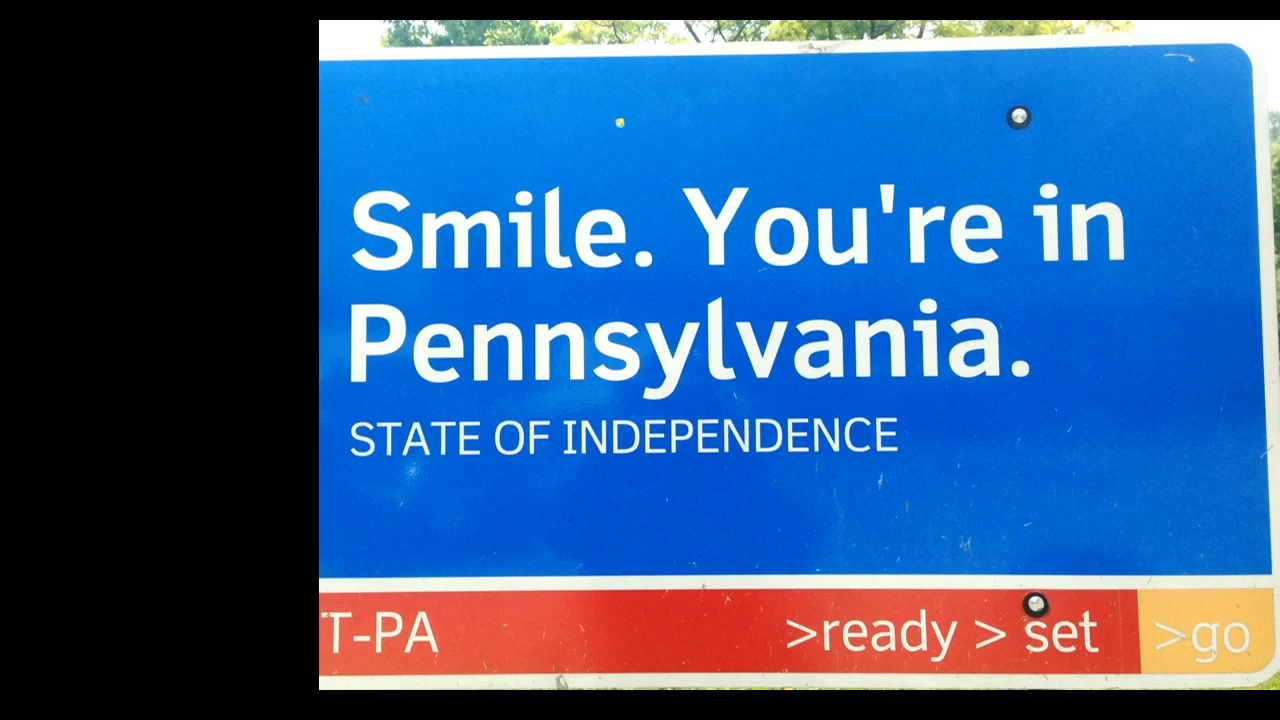 Smile. You're in
Pennsylvania.
STATE OF INDEPENDENCE
T-PA >ready > set >go